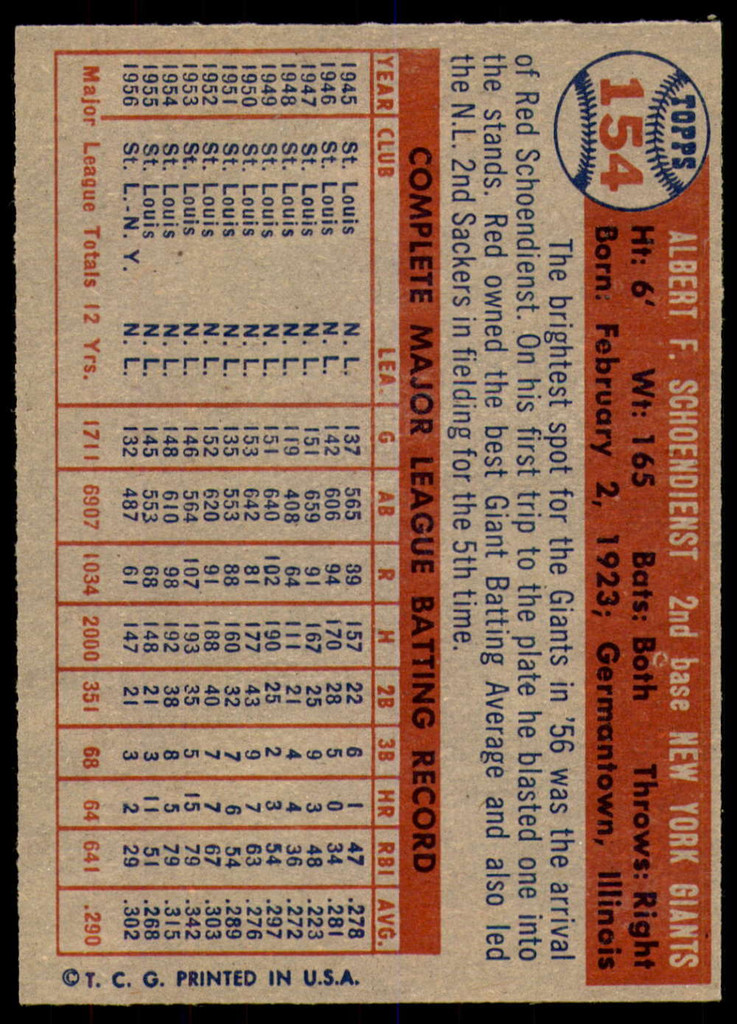 TOPPS
154
ALBERT F. SCHOENDIENST 2nd base NEW YORK GIANTS
Ht: 6' Wt: 165 Bats: Both Throws: Right
Born: February 2, 1923; Germantown, Illinois
The brightest spot for the Giants in '56 was the arrival
of Red Schoendienst. On his first trip to the plate he blasted one into
the stands. Red owned the best Giant Batting Average and also led
the N.L. 2nd Sackers in fielding for the 5th time.
COMPLETE MAJOR LEAGUE BATTING RECORD
YEAR CLUB LEA. G AB R H 2B 3B HR RBI AVG.
1945 St. Louis N. L. 137 565 89 157 22 6 1 47 .278
1946 St. Louis N. L. 142 606 94 170 28 5 0 34 .281
1947 St. Louis N. L. 151 659 91 167 25 9 3 48 .223
1948 St. Louis N. L. 119 408 64 111 21 4 4 36 .272
1949 St. Louis N. L. 151 640 102 190 25 2 3 54 .297
1950 St. Louis N. L. 153 642 81 177 43 9 7 63 .276
1951 St. Louis N. L. 135 553 88 160 32 7 6 54 .289
1952 St. Louis N. L. 152 620 91 188 40 7 7 67 .303
1953 St. Louis N. L. 146 564 107 193 35 5 15 79 .342
1954 St. Louis N. L. 148 610 98 192 38 8 5 79 .315
1955 St. Louis N. L. 145 553 68 148 21 3 11 51 .268
1956 St. L.-N. Y. N. L. 132 487 61 147 21 3 2 29 .302
Major League Totals 12 Yrs. 1711 6907 1034 2000 351 68 64 641 .290
© T. C. G. PRINTED IN U.S.A.